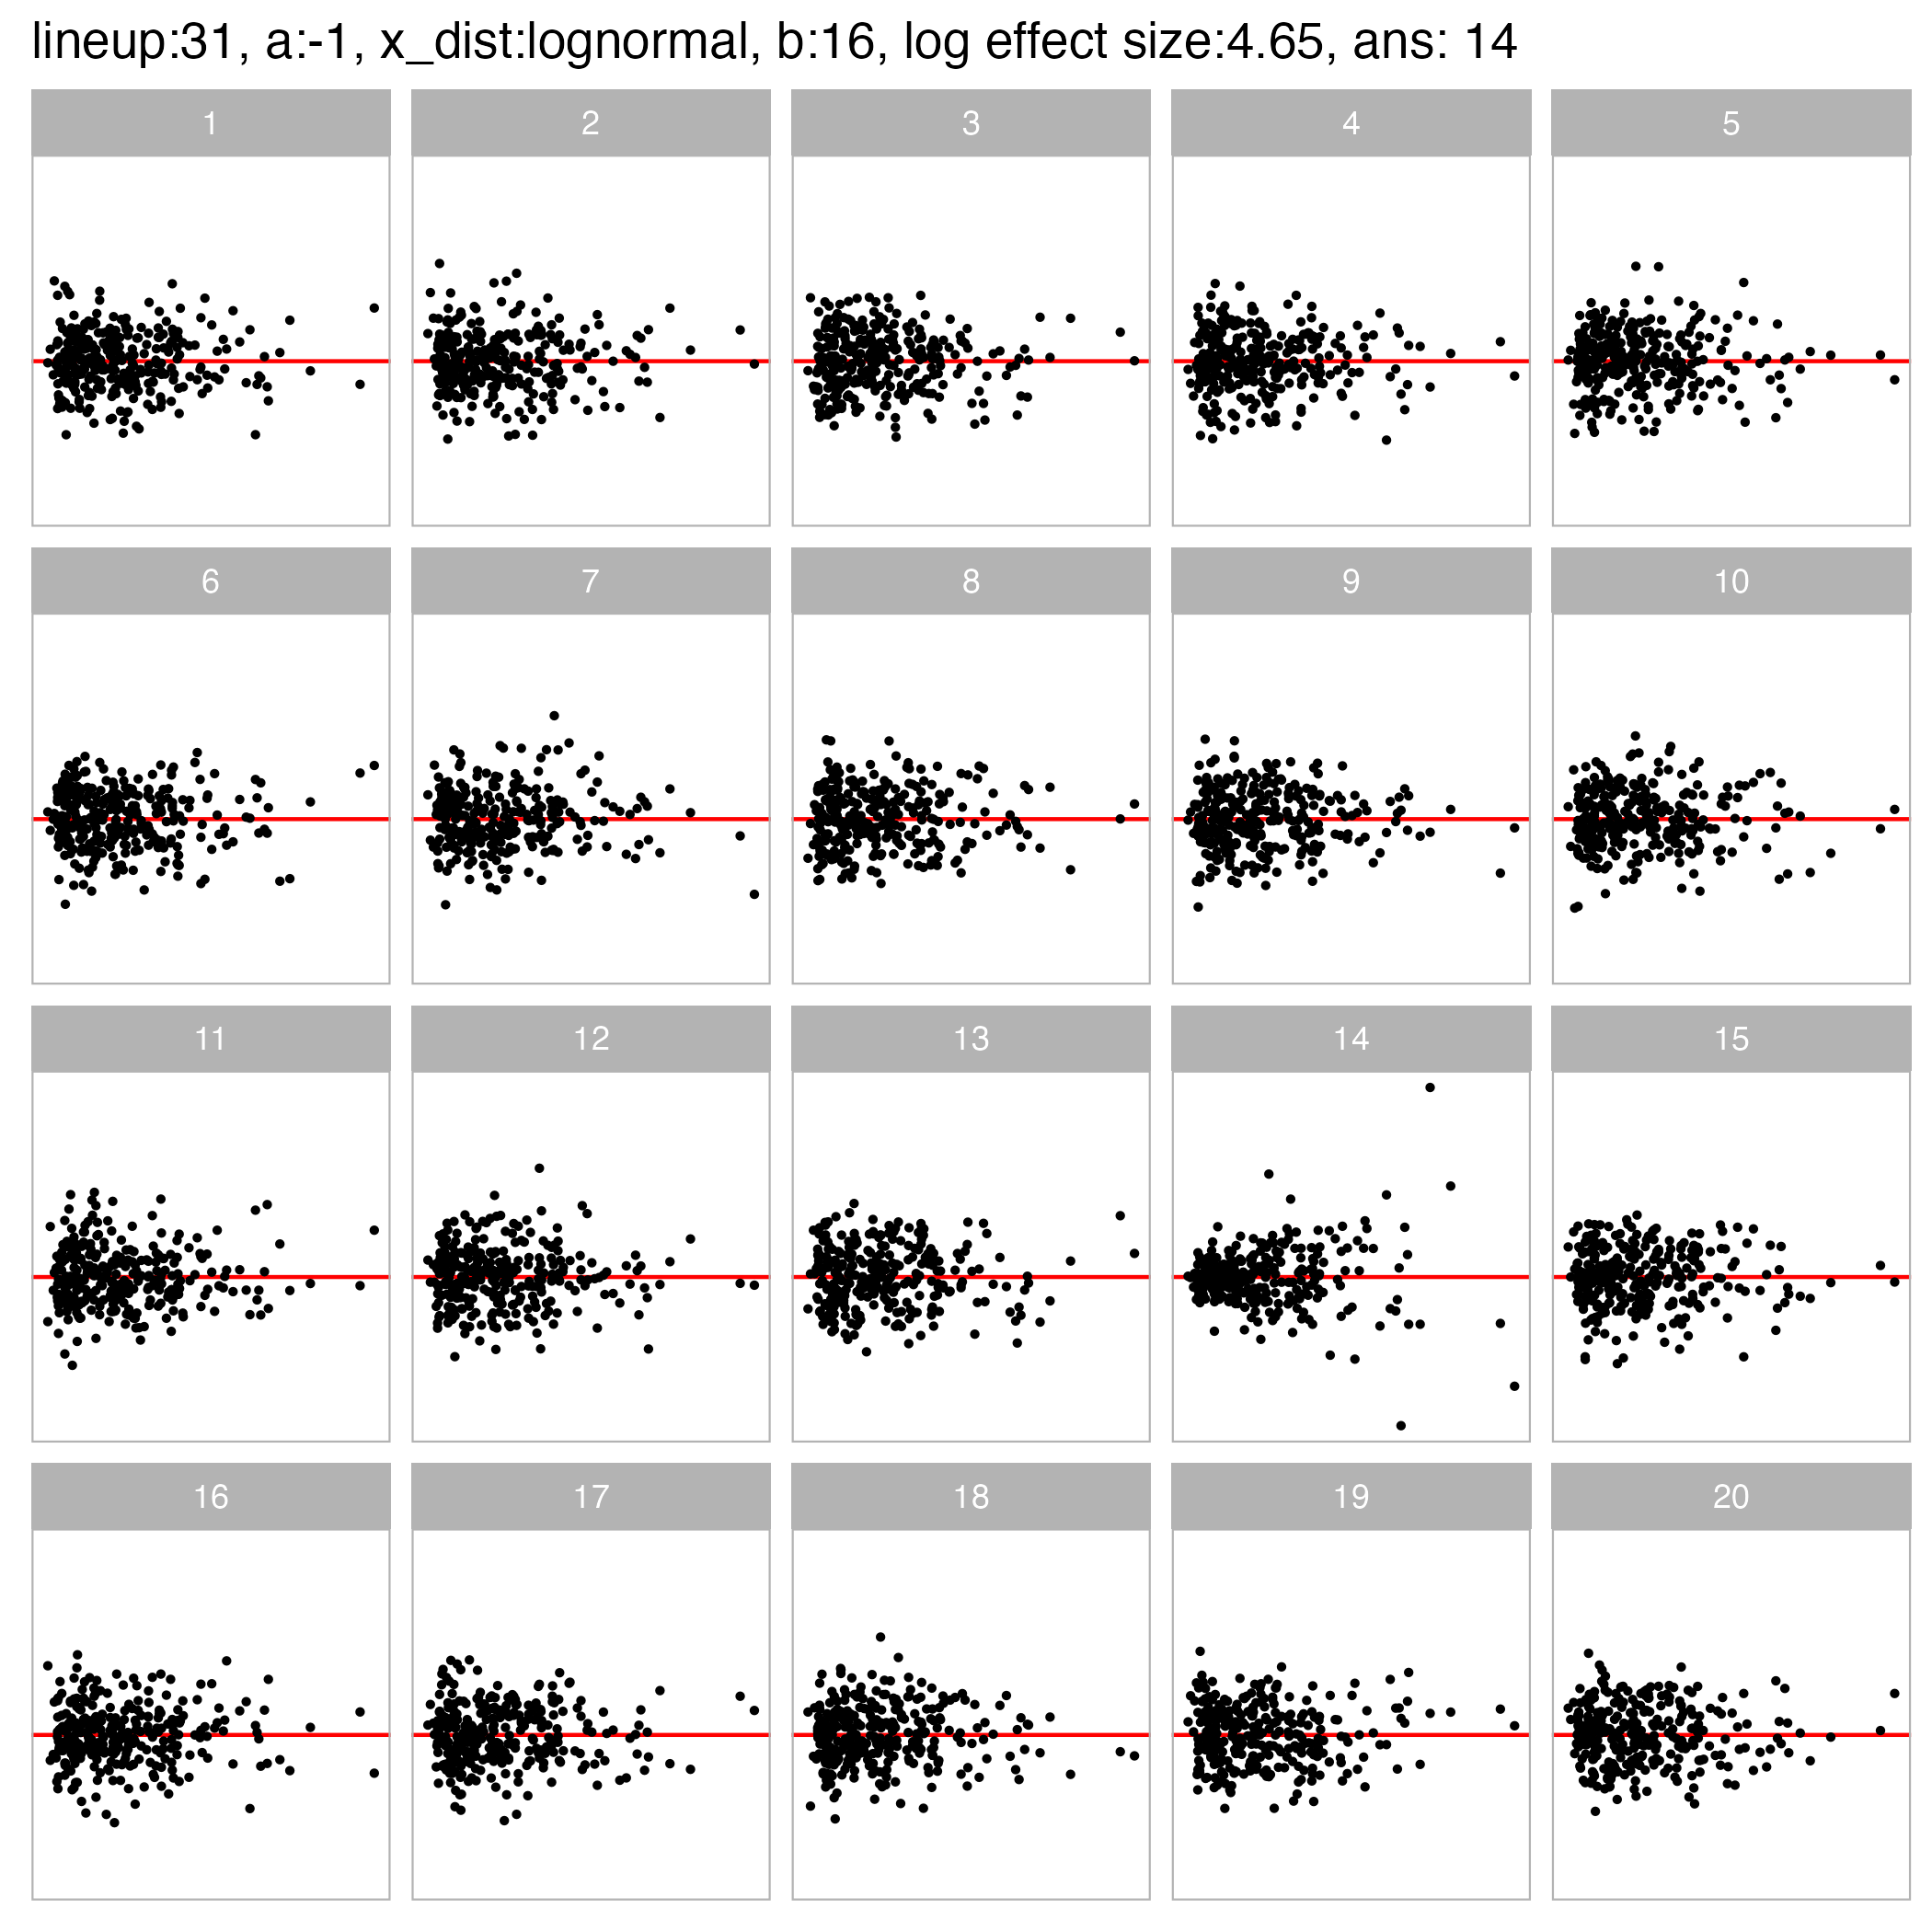 lineup:31, a:-1, x_dist:lognormal, b:16, log effect size:4.65, ans: 14
1 2 3 4 5
6 7 8 9 10
11 12 13 14 15
16 17 18 19 20